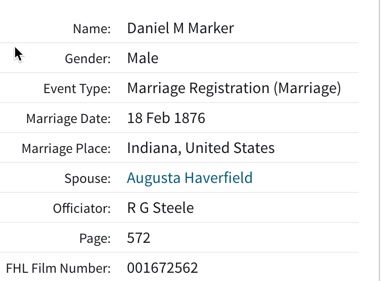 Name: Daniel M Marker
Gender: Male
Event Type: Marriage Registration (Marriage)
Marriage Date: 18 Feb 1876
Marriage Place: Indiana, United States
Spouse: Augusta Haverfield
Officiator: R G Steele
Page: 572
FHL Film Number: 001672562